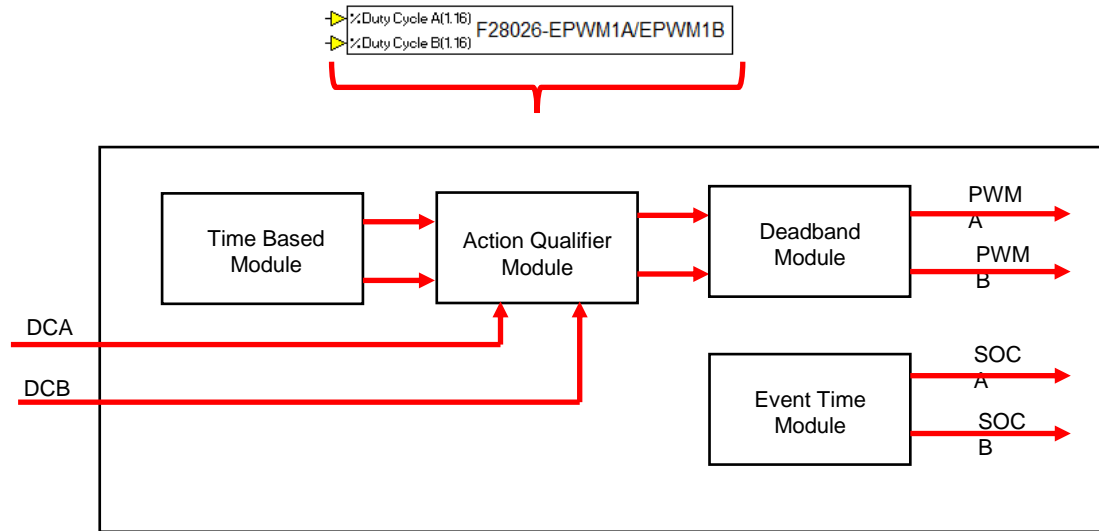 %Duty Cycle A(1.16)
%Duty Cycle B(1.16)
F28026-EPWM1A/EPWM1B
Time Based
Module
Action Qualifier
Module
Deadband
Module
PWM
A
PWM
B
DCA
DCB
Event Time
Module
SOC
A
SOC
B